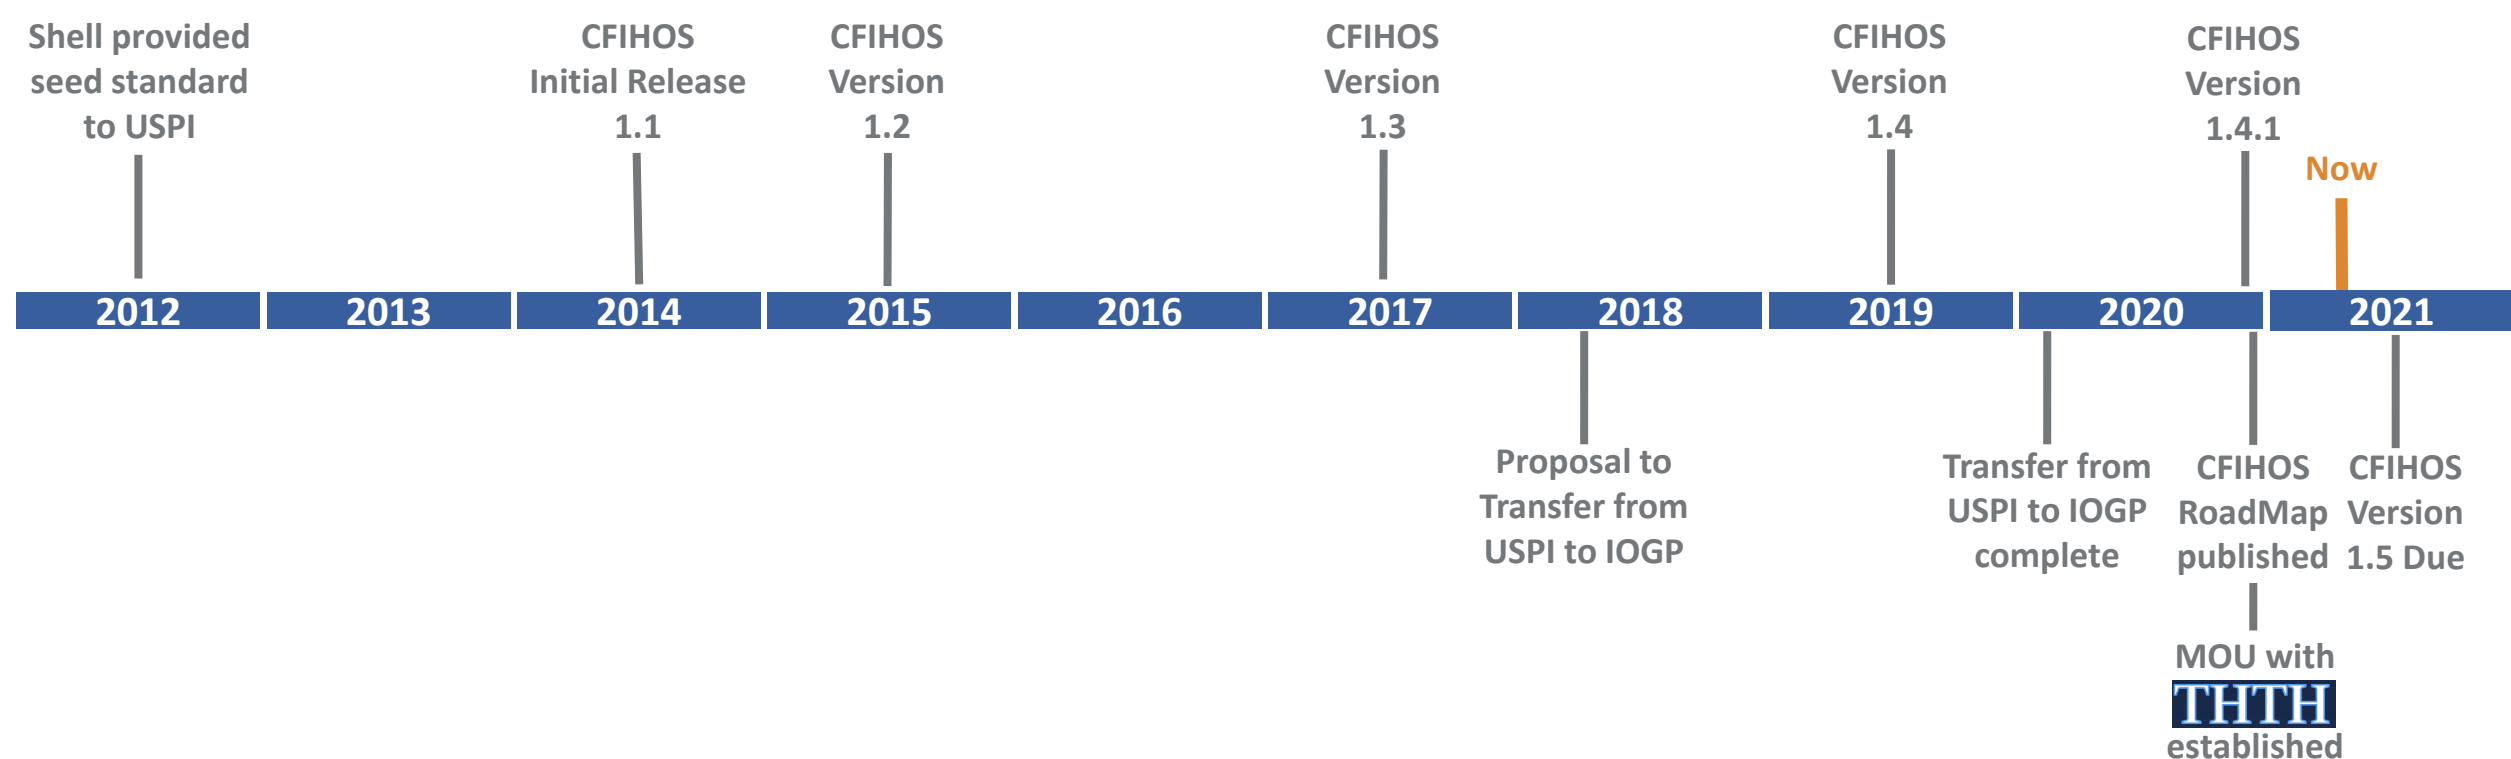 Shell provided
seed standard
to USPI
CFIHOS
Initial Release
1.1
CFIHOS
Version
1.2
CFIHOS
Version
1.3
CFIHOS
Version
1.4
CFIHOS
Version
1.4.1
Now
2012 2013 2014 2015 2016 2017 2018 2019 2020 2021
Proposal to
Transfer from
USPI to IOGP
Transfer from
USPI to IOGP
complete
CFIHOS
RoadMap
published
CFIHOS
Version
1.5 Due
MOU with
THTH
established